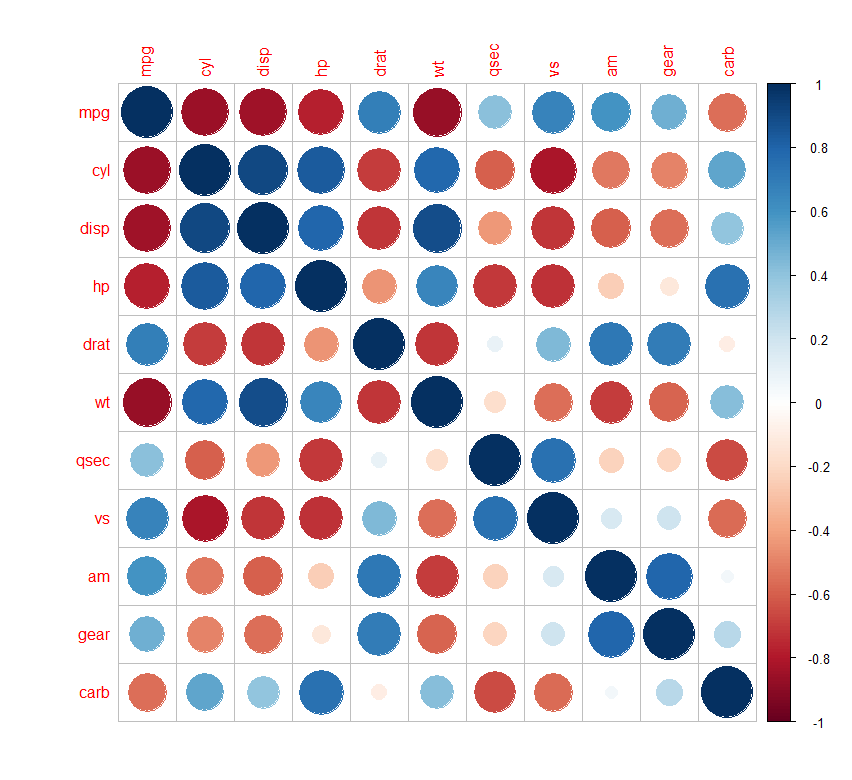 mpg cyl disp hp drat wt qsec vs am gear carb
mpg
cyl
disp
hp
drat
wt
qsec
vs
am
gear
carb
1
0.8
0.6
0.4
0.2
0
-0.2
-0.4
-0.6
-0.8
-1